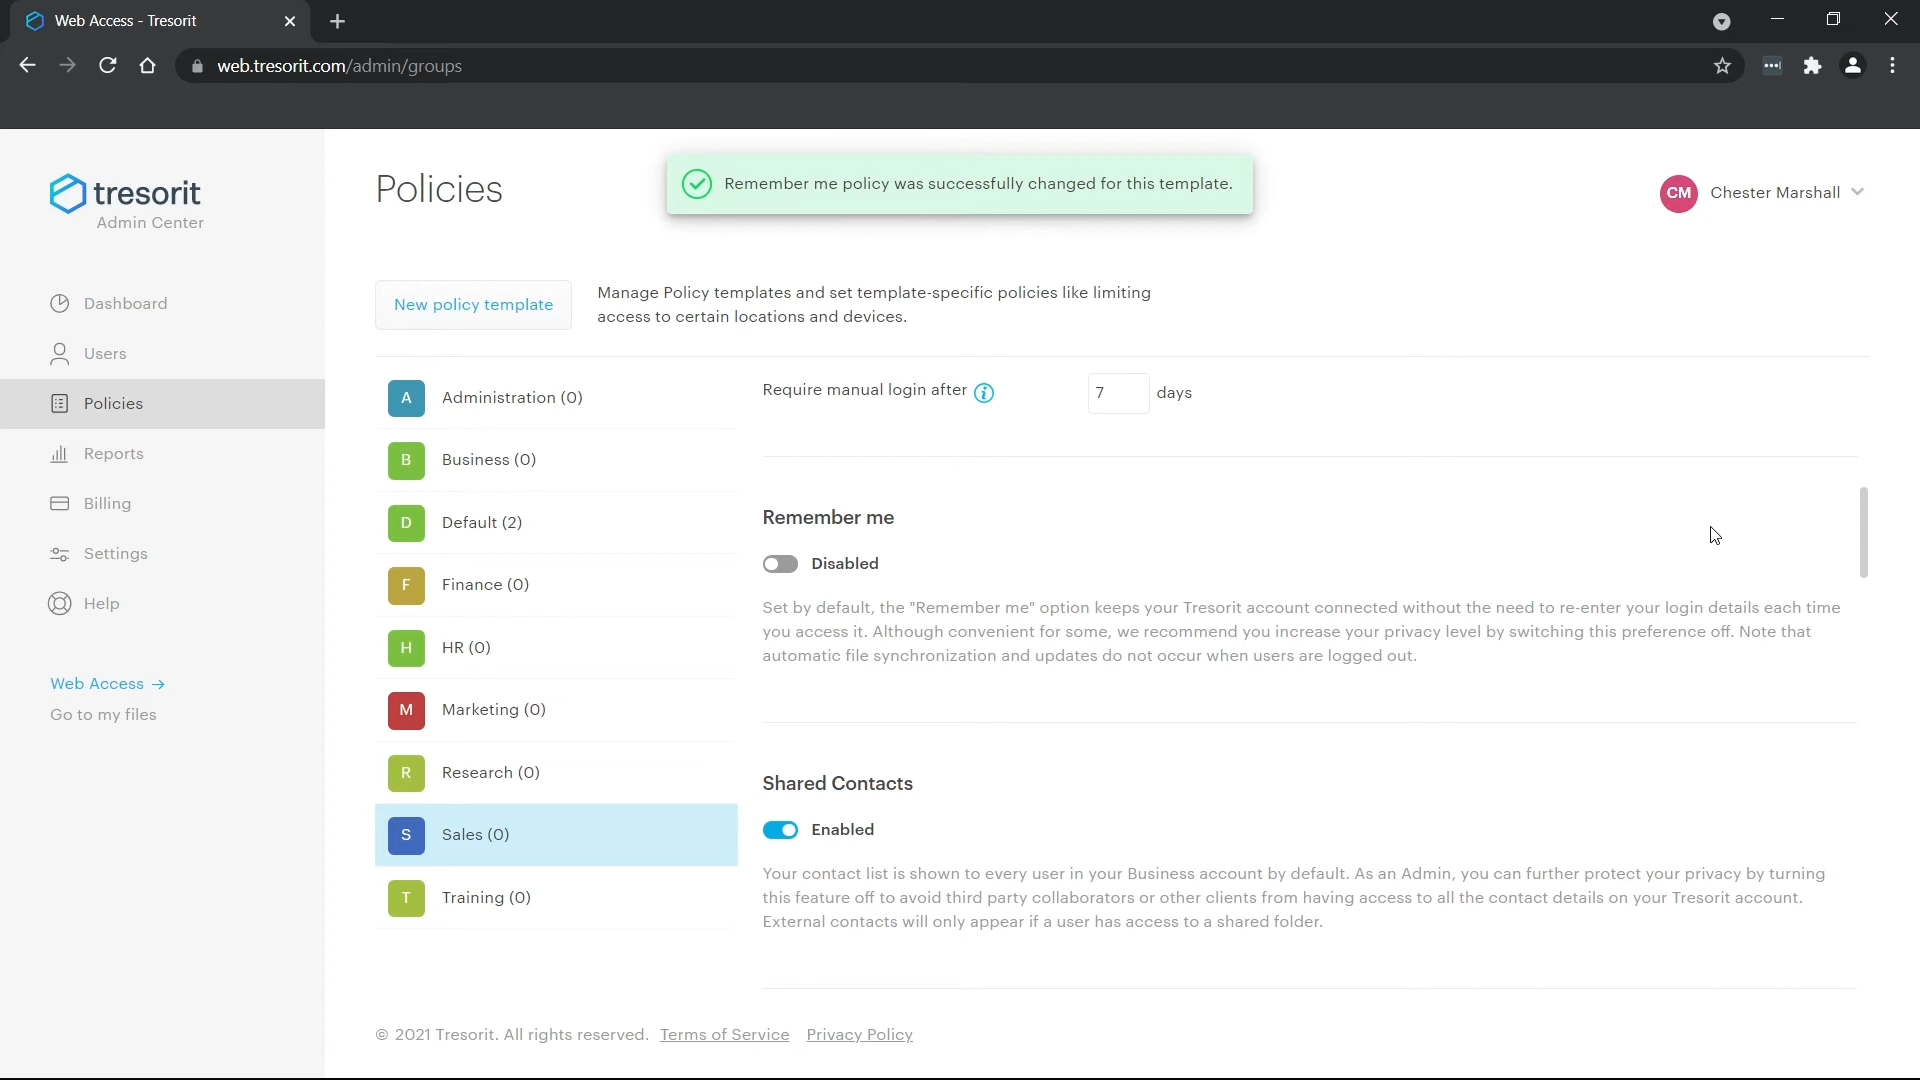 Web Access - Tresorit
web.tresorit.com/admin/groups
tresorit
Admin Center
Dashboard
Users
Policies
Reports
Billing
Settings
Help
Web Access →
Go to my files
Policies
Remember me policy was successfully changed for this template.
CM Chester Marshall
New policy template
Manage Policy templates and set template-specific policies like limiting
access to certain locations and devices.
A Administration (0)
B Business (0)
D Default (2)
F Finance (0)
H HR (0)
M Marketing (0)
R Research (0)
S Sales (0)
T Training (0)
Require manual login after i 7 days
Remember me
Disabled
Set by default, the "Remember me" option keeps your Tresorit account connected without the need to re-enter your login details each time
you access it. Although convenient for some, we recommend you increase your privacy level by switching this preference off. Note that
automatic file synchronization and updates do not occur when users are logged out.
Shared Contacts
Enabled
Your contact list is shown to every user in your Business account by default. As an Admin, you can further protect your privacy by turning
this feature off to avoid third party collaborators or other clients from having access to all the contact details on your Tresorit account.
External contacts will only appear if a user has access to a shared folder.
© 2021 Tresorit. All rights reserved. Terms of Service Privacy Policy